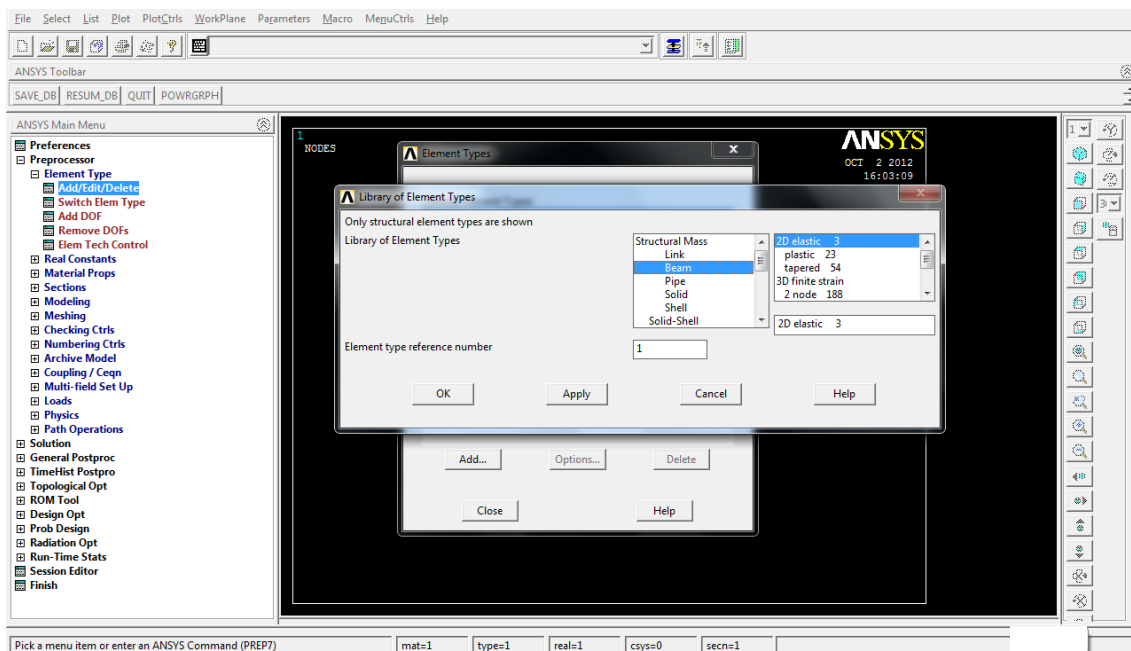 File Select List Plot PlotCtrls WorkPlane Parameters Macro MenuCtrls Help
ANSYS Toolbar
SAVE_DB RESUM_DB QUIT POWRGRPH
ANSYS Main Menu
Preferences
Preprocessor
Element Type
Add/Edit/Delete
Switch Elem Type
Add DOF
Remove DOFs
Elem Tech Control
Real Constants
Material Props
Sections
Modeling
Meshing
Checking Ctrls
Numbering Ctrls
Archive Model
Coupling / Ceqn
Multi-field Set Up
Loads
Physics
Path Operations
Solution
General Postproc
TimeHist Postpro
Topological Opt
ROM Tool
Design Opt
Prob Design
Radiation Opt
Run-Time Stats
Session Editor
Finish
1
NODES
ANSYS
OCT 2 2012
16:03:09
Element Types
Library of Element Types
Only structural element types are shown
Library of Element Types
Structural Mass
Link
Beam
Pipe
Solid
Shell
Solid-Shell
2D elastic 3
plastic 23
tapered 54
3D finite strain
2 node 188
2D elastic 3
Element type reference number
1
OK Apply Cancel Help
Add... Options... Delete
Close Help
1
Pick a menu item or enter an ANSYS Command (PREP7) mat=1 type=1 real=1 csys=0 secn=1